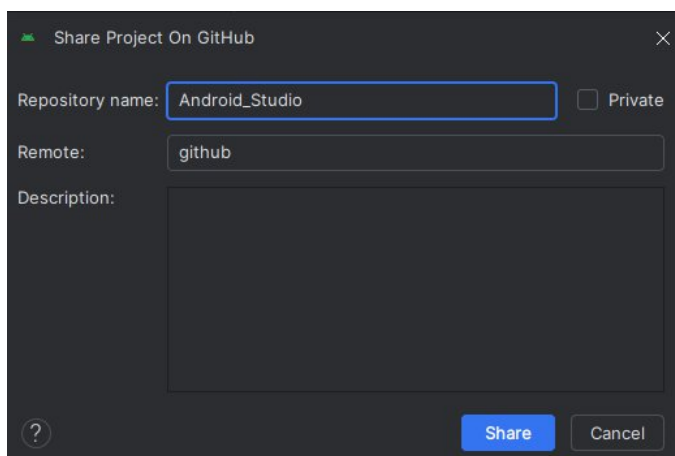 Share Project On GitHub
Repository name: Android_Studio Private
Remote: github
Description:
? Share Cancel